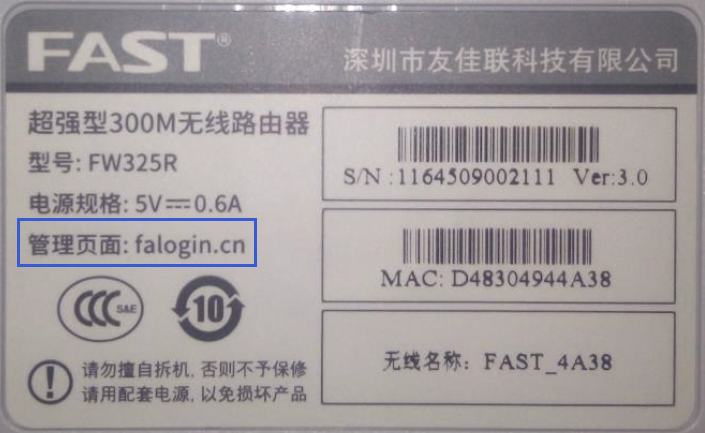 FAST®
深圳市友佳联科技有限公司
超强型300M无线路由器
型号: FW325R
电源规格: 5V⎓0.6A
管理页面: falogin.cn
CCC S&E
10
请勿擅自拆机, 否则不予保修
请用配套电源, 以免损坏产品
S/N :1164509002111 Ver:3.0
MAC: D48304944A38
无线名称: FAST_4A38